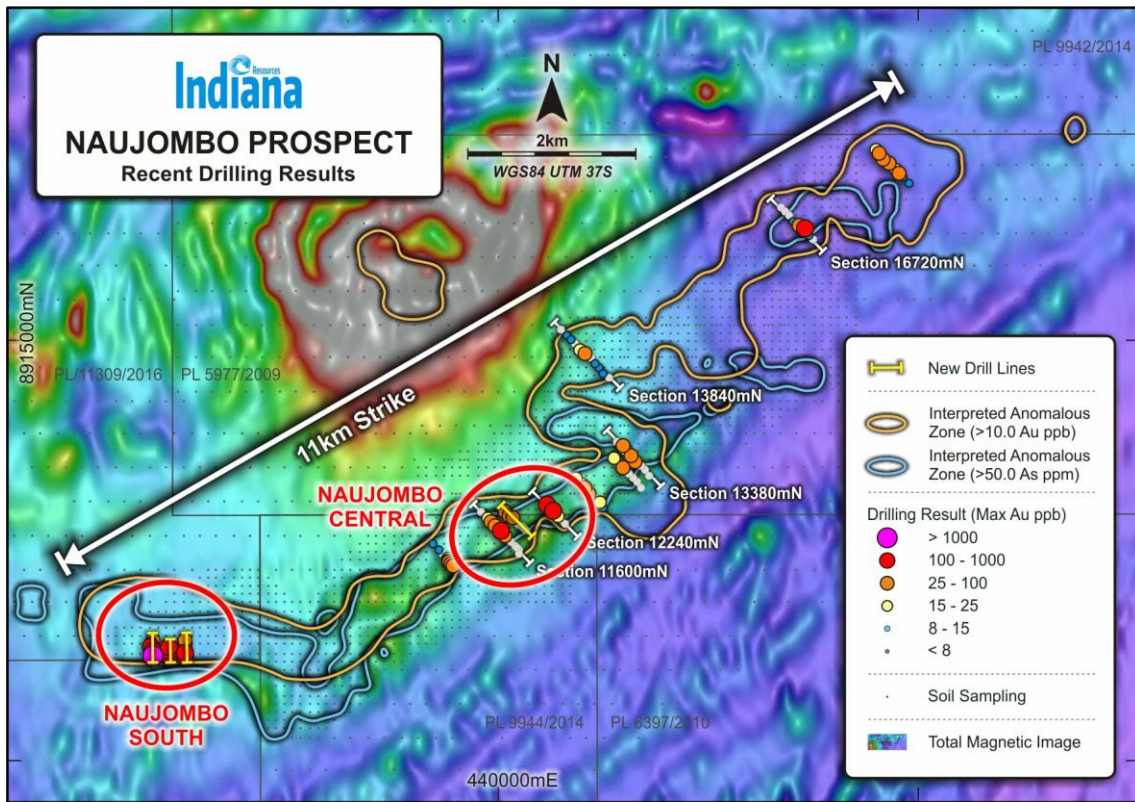 Indiana
Resources
NAUJOMBO PROSPECT
Recent Drilling Results
N
2km
WGS84 UTM 37S
PL 9942/2014
8915000mN
PL/11309/2016
PL 5977/2009
11km Strike
Section 16720mN
Section 13840mN
Section 13380mN
NAUJOMBO
CENTRAL
Section 12240mN
Section 11600mN
NAUJOMBO
SOUTH
PL 9944/2014
PL 6397/2010
440000mE
New Drill Lines
Interpreted Anomalous
Zone (>10.0 Au ppb)
Interpreted Anomalous
Zone (>50.0 As ppm)
Drilling Result (Max Au ppb)
> 1000
100 - 1000
25 - 100
15 - 25
8 - 15
< 8
Soil Sampling
Total Magnetic Image